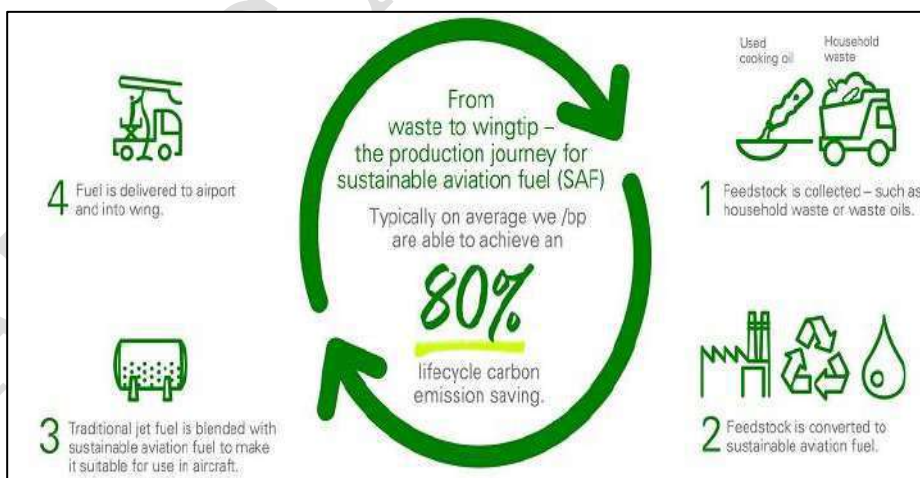 From
waste to wingtip –
the production journey for
sustainable aviation fuel (SAF)
Typically on average we /bp
are able to achieve an
80%
lifecycle carbon
emission saving.
Used
cooking oil
Household
waste
1 Feedstock is collected – such as
household waste or waste oils.
2 Feedstock is converted to
sustainable aviation fuel.
3 Traditional jet fuel is blended with
sustainable aviation fuel to make
it suitable for use in aircraft.
4 Fuel is delivered to airport
and into wing.